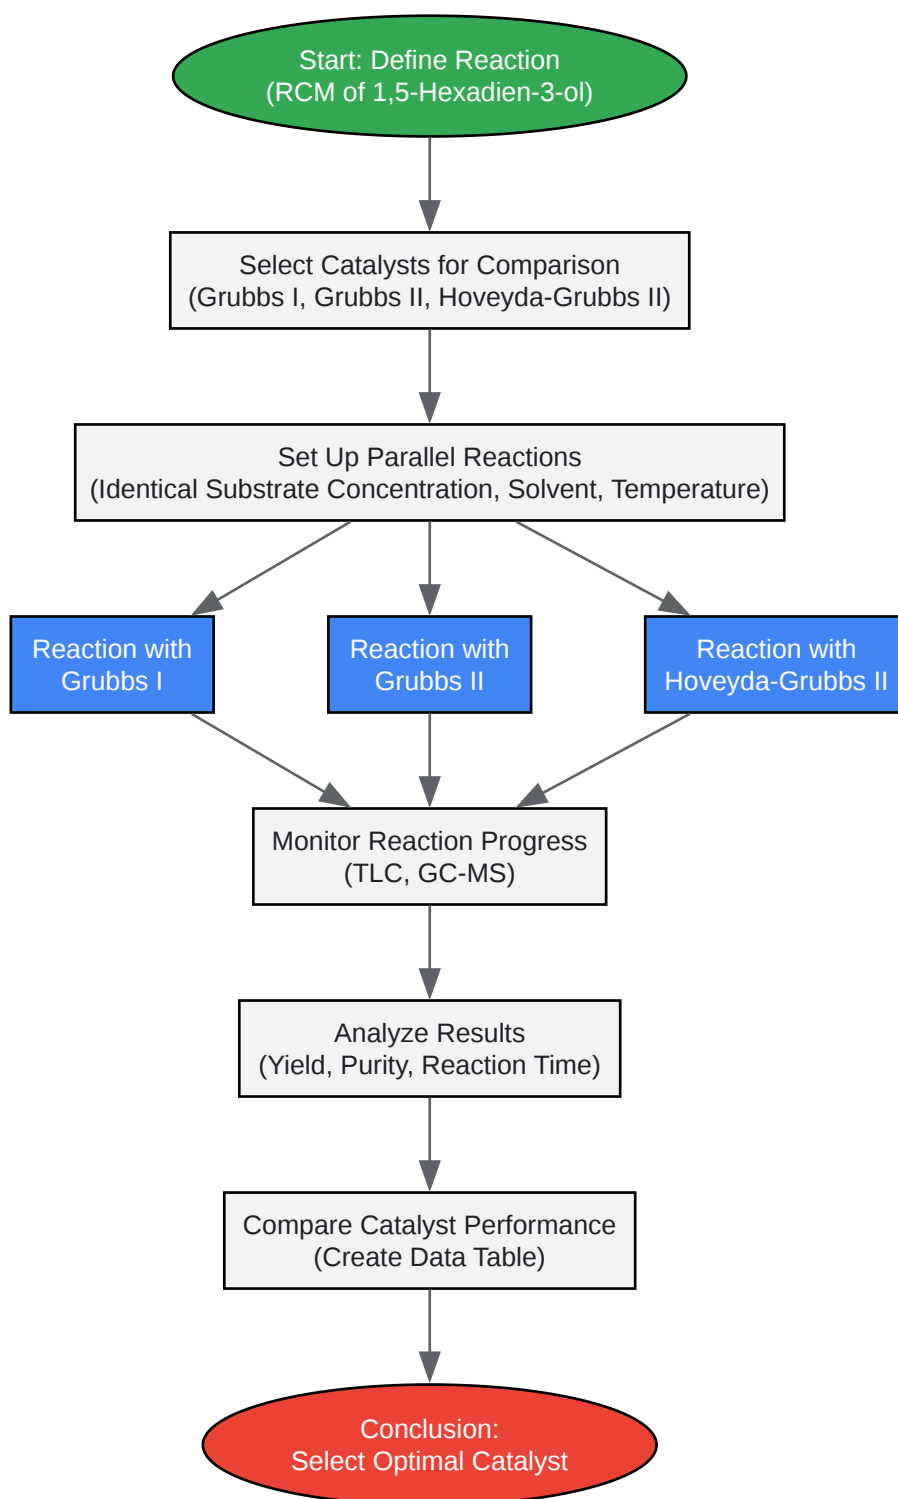 Start: Define Reaction
(RCM of 1,5-Hexadien-3-ol)
Select Catalysts for Comparison
(Grubbs I, Grubbs II, Hoveyda-Grubbs II)
Set Up Parallel Reactions
(Identical Substrate Concentration, Solvent, Temperature)
Reaction with
Grubbs I
Reaction with
Grubbs II
Reaction with
Hoveyda-Grubbs II
Monitor Reaction Progress
(TLC, GC-MS)
Analyze Results
(Yield, Purity, Reaction Time)
Compare Catalyst Performance
(Create Data Table)
Conclusion:
Select Optimal Catalyst